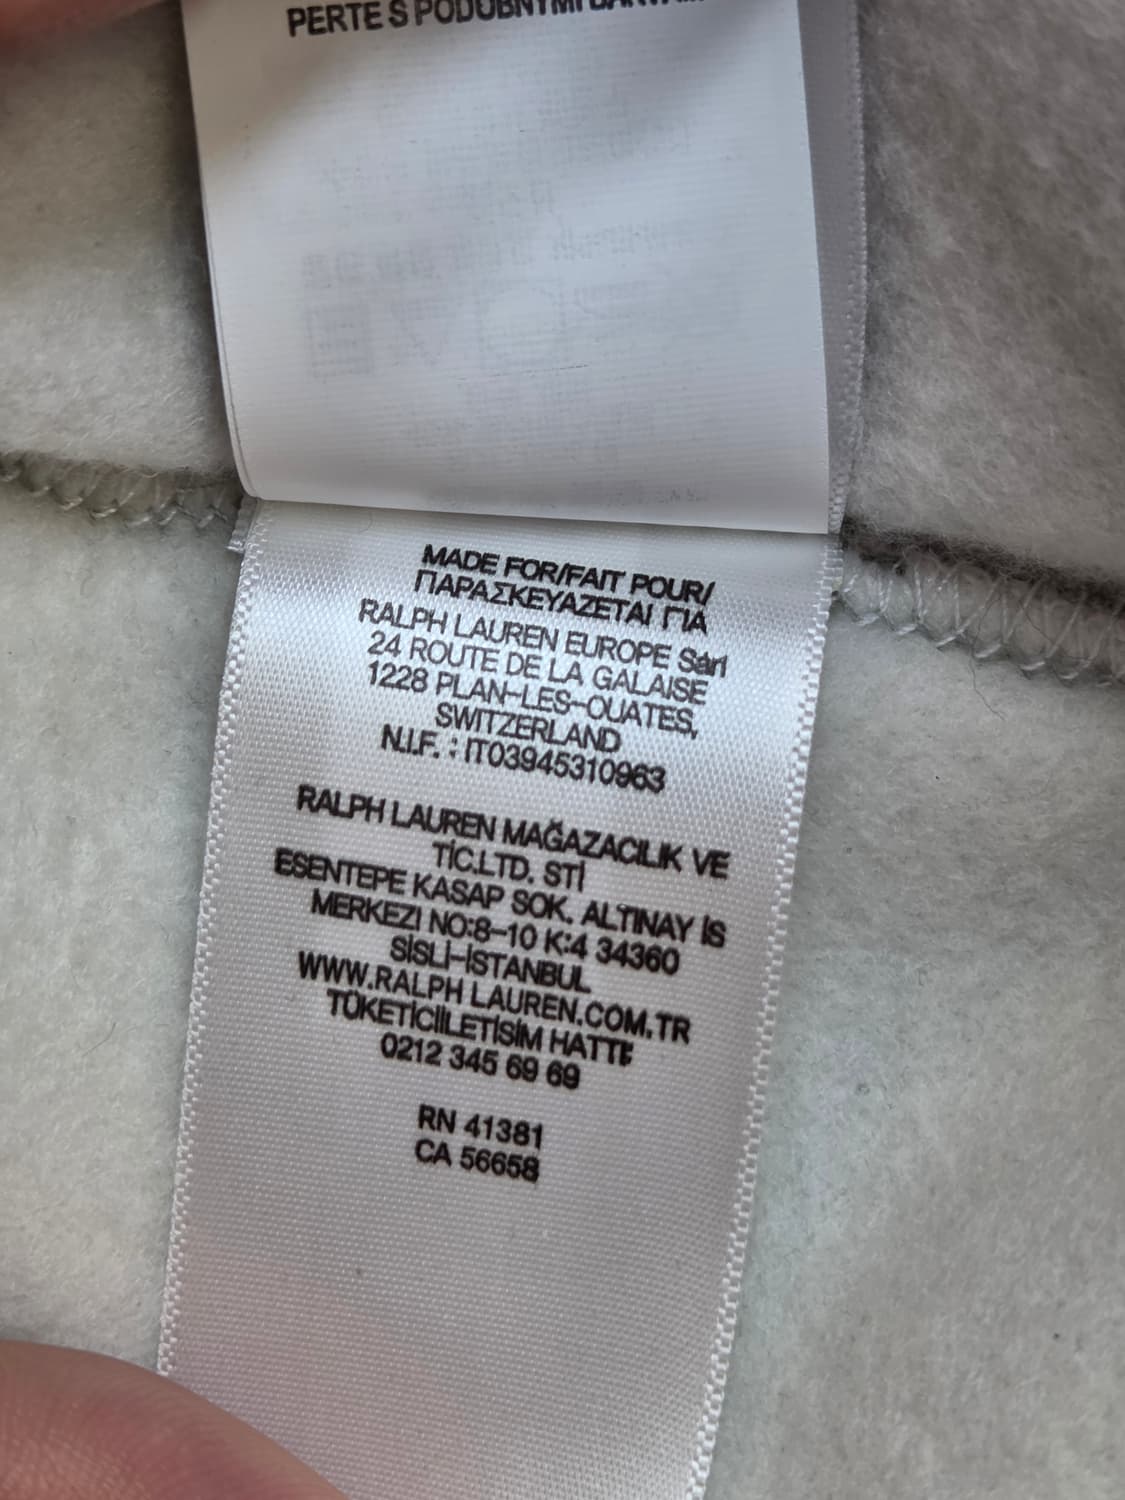 PERTE S PODOBNÝMI
MADE FOR/FAIT POUR/
ΠΑΡΑΣΚΕΥΑΖΕΤΑΙ ΓΙΑ
RALPH LAUREN EUROPE Sárl
24 ROUTE DE LA GALAISE
1228 PLAN-LES-OUATES,
SWITZERLAND
N.I.F. : IT03945310963
RALPH LAUREN MAĞAZACILIK VE
TİC.LTD. STİ
ESENTEPE KASAP SOK. ALTINAY İS
MERKEZI NO:8-10 K:4 34360
SİSLİ-İSTANBUL
WWW.RALPH LAUREN.COM.TR
TÜKETİCİİLETİSİM HATTI:
0212 345 69 69
RN 41381
CA 56658